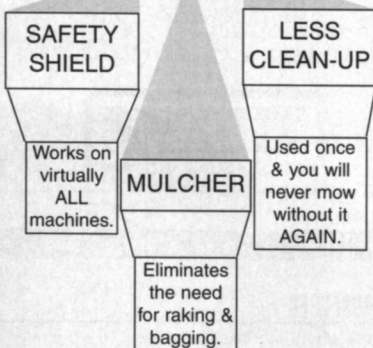 SAFETY
SHIELD
Works on
virtually
ALL
machines.
MULCHER
Eliminates
the need
for raking &
bagging.
LESS
CLEAN-UP
Used once
& you will
never mow
without it
AGAIN.